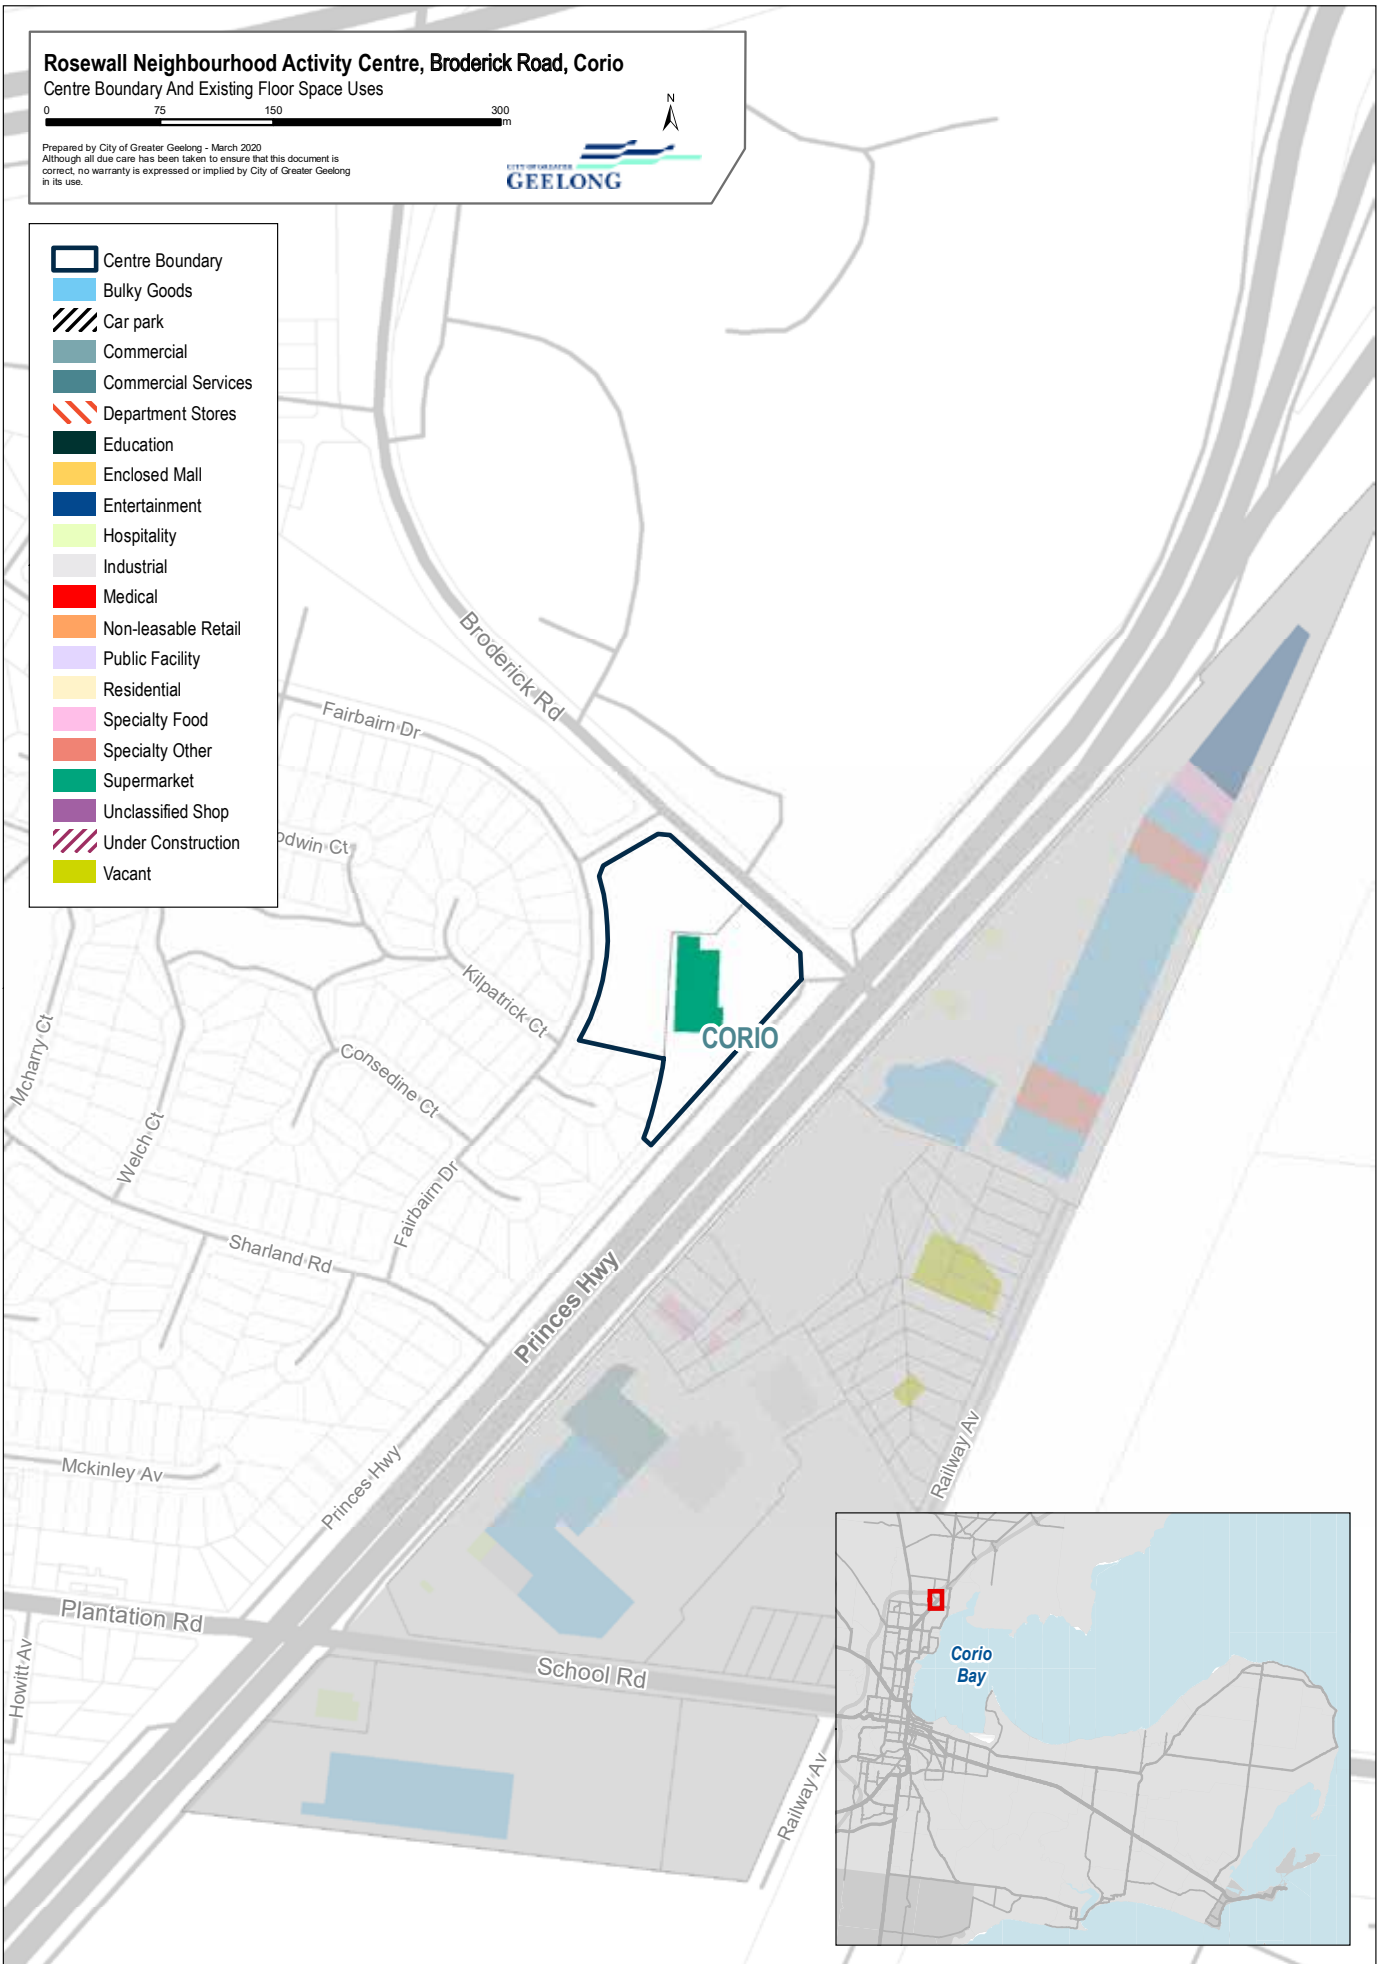 Rosewall Neighbourhood Activity Centre, Broderick Road, Corio
Centre Boundary And Existing Floor Space Uses
0 75 150 300
m
N
Prepared by City of Greater Geelong - March 2020
Although all due care has been taken to ensure that this document is
correct, no warranty is expressed or implied by City of Greater Geelong
in its use.
CITY OF GREATER
GEELONG
Centre Boundary
Bulky Goods
Car park
Commercial
Commercial Services
Department Stores
Education
Enclosed Mall
Entertainment
Hospitality
Industrial
Medical
Non-leasable Retail
Public Facility
Residential
Specialty Food
Specialty Other
Supermarket
Unclassified Shop
Under Construction
Vacant
Broderick Rd
Fairbairn Dr
odwin Ct
Kilpatrick Ct
CORIO
Mcharry Ct
Consedine Ct
Welch Ct
Fairbairn Dr
Sharland Rd
Princes Hwy
Mckinley Av
Princes Hwy
Railway Av
Plantation Rd
Howitt Av
School Rd
Railway Av
Corio
Bay